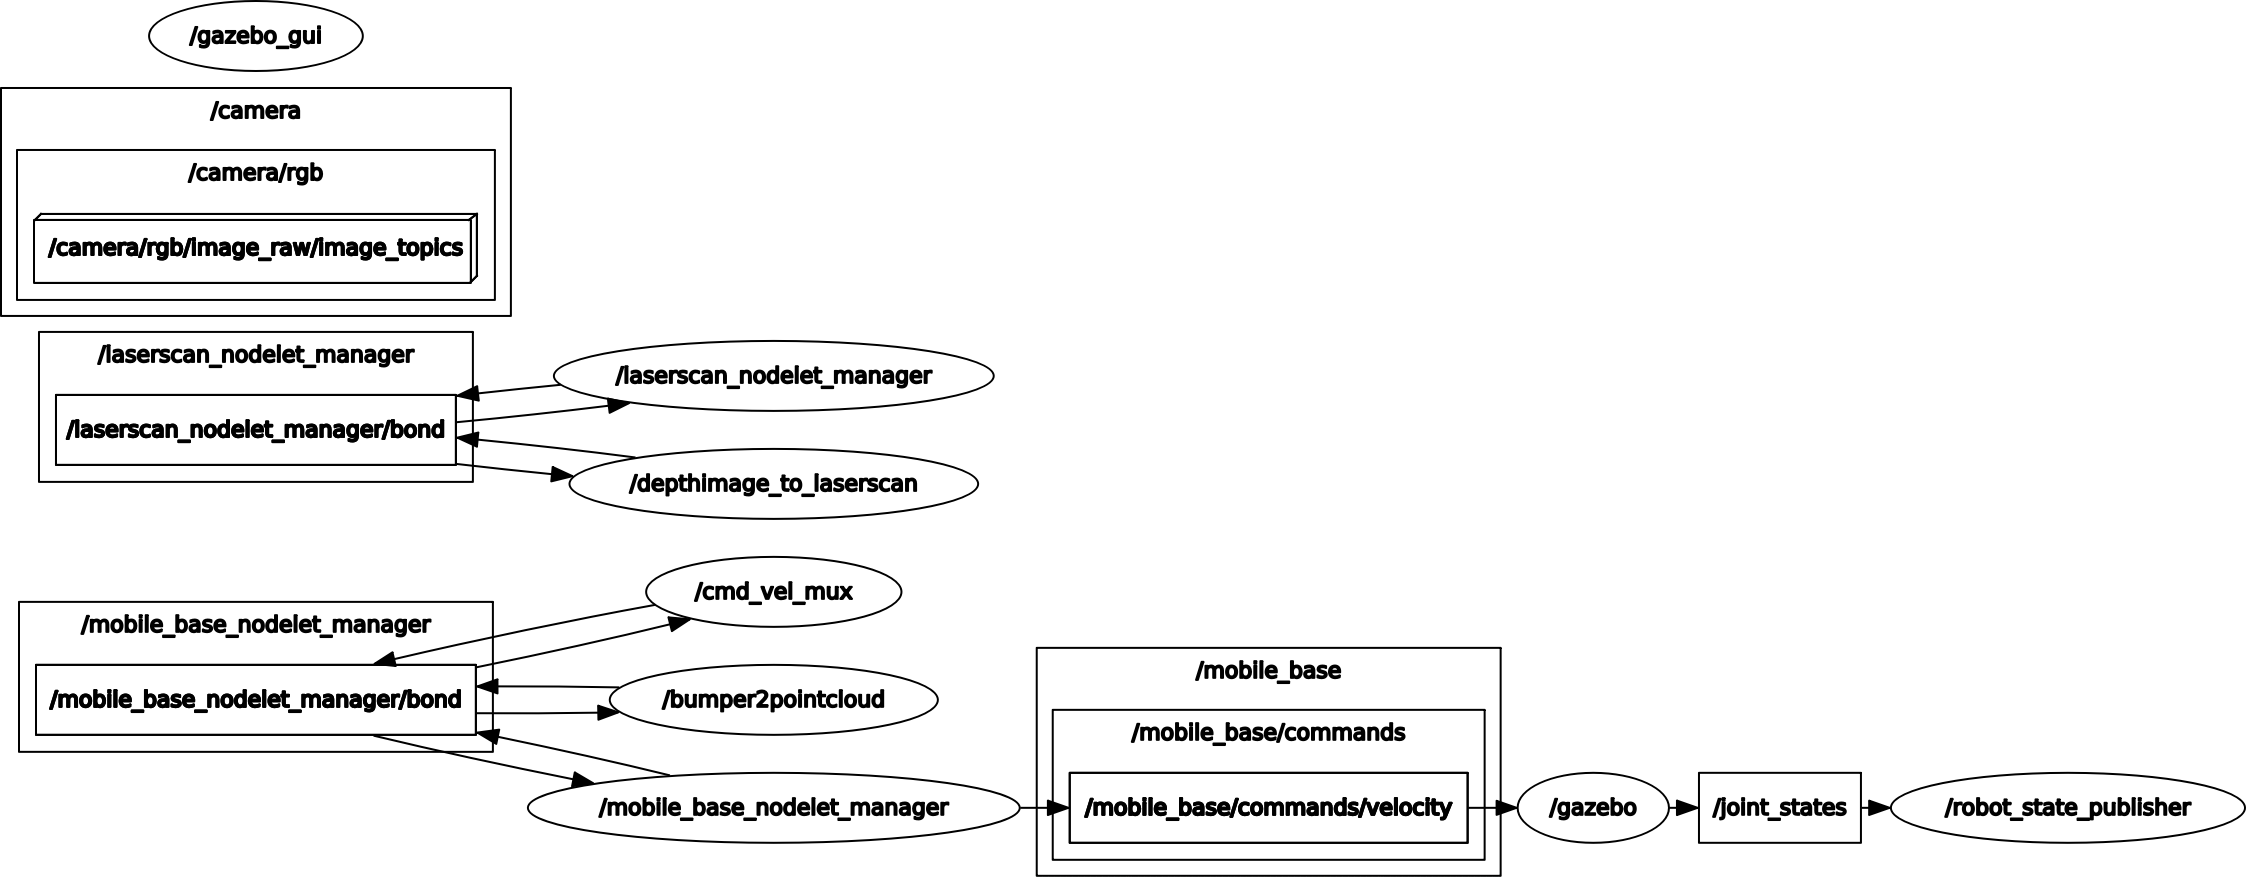 /gazebo_gui
/camera
/camera/rgb
/camera/rgb/image_raw/image_topics
/laserscan_nodelet_manager
/laserscan_nodelet_manager/bond
/laserscan_nodelet_manager
/depthimage_to_laserscan
/cmd_vel_mux
/mobile_base_nodelet_manager
/mobile_base_nodelet_manager/bond
/bumper2pointcloud
/mobile_base_nodelet_manager
/mobile_base
/mobile_base/commands
/mobile_base/commands/velocity
/gazebo
/joint_states
/robot_state_publisher